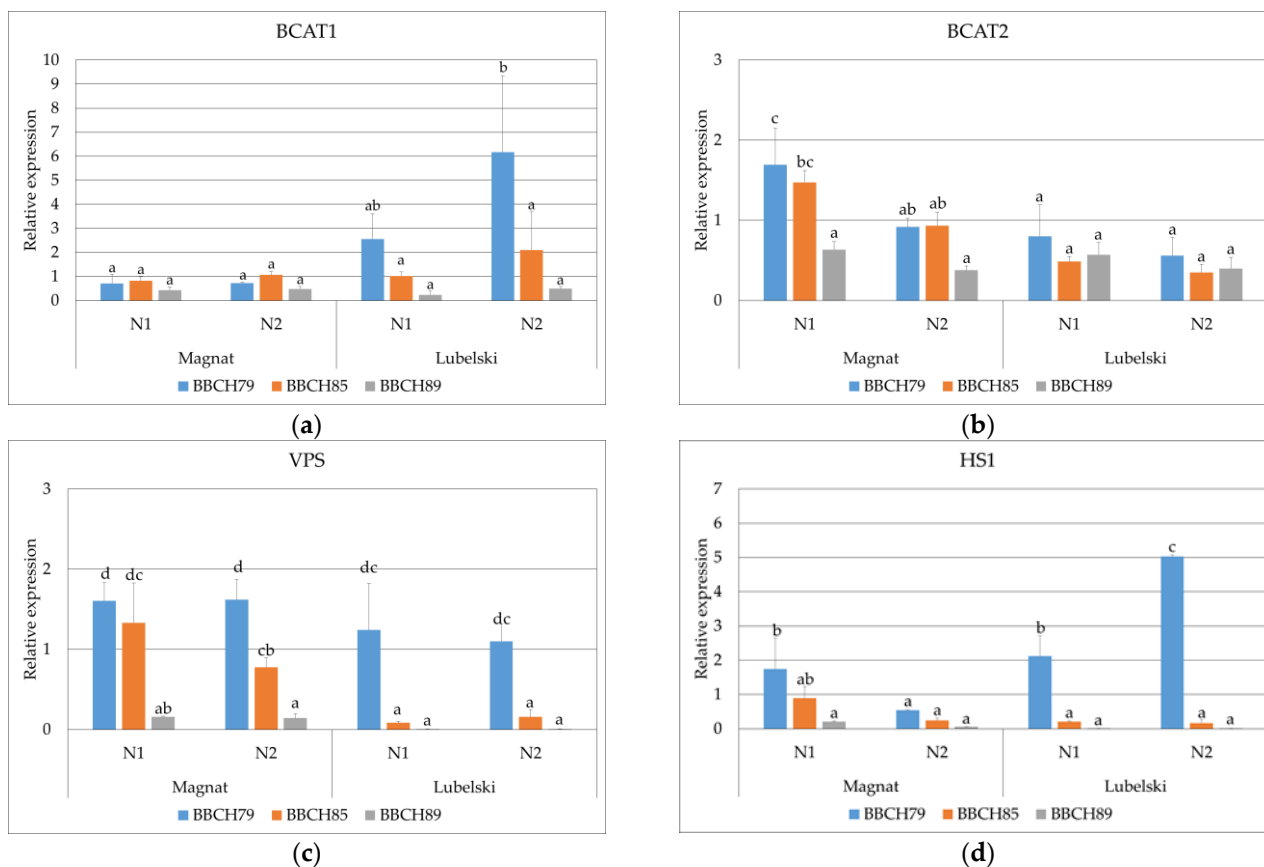 BCAT1
10
9
8
7
6
5
4
3
2
1
0
Relative expression
a a a a a a ab a a b a a
N1 N2 N1 N2
Magnat Lubelski
BBCH79 BBCH85 BBCH89
(a)
BCAT2
3
2
1
0
Relative expression
c bc a ab ab a a a a a a a
N1 N2 N1 N2
Magnat Lubelski
BBCH79 BBCH85 BBCH89
(b)
VPS
3
2
1
0
Relative expression
d dc ab d cb a dc a a dc a a
N1 N2 N1 N2
Magnat Lubelski
BBCH79 BBCH85 BBCH89
(c)
HS1
7
6
5
4
3
2
1
0
Relative expression
b ab a a a a b a a c a a
N1 N2 N1 N2
Magnat Lubelski
BBCH79 BBCH85 BBCH89
(d)